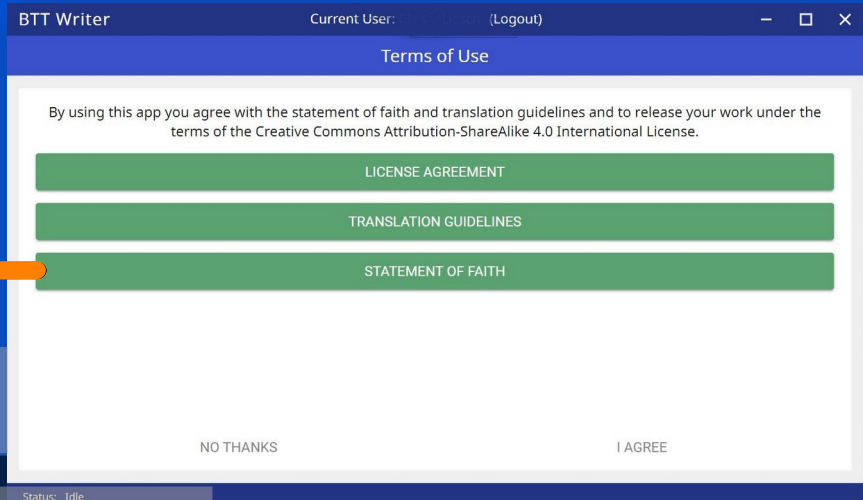 BTT Writer
Current User: (Logout)
Terms of Use
By using this app you agree with the statement of faith and translation guidelines and to release your work under the
terms of the Creative Commons Attribution-ShareAlike 4.0 International License.
LICENSE AGREEMENT
TRANSLATION GUIDELINES
STATEMENT OF FAITH
NO THANKS
I AGREE
Status: Idle